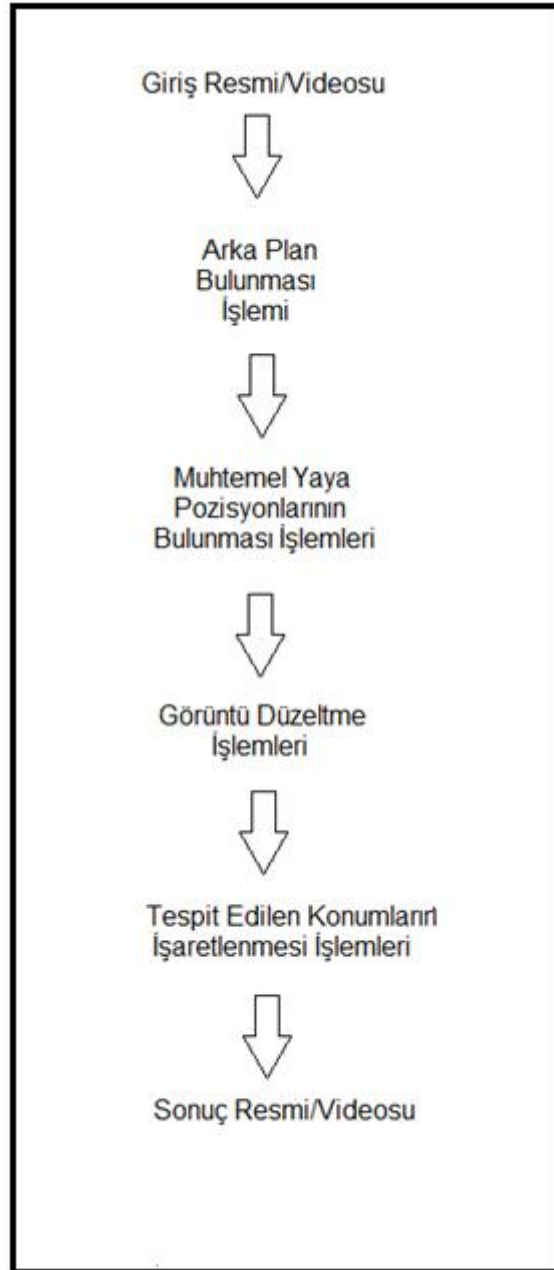 Giriş Resmi/Videosu
Arka Plan
Bulunması
İşlemi
Muhtemel Yaya
Pozisyonlarının
Bulunması İşlemleri
Görüntü Düzeltme
İşlemleri
Tespit Edilen Konumlarırl
İşaretlenmesi İşlemleri
Sonuç Resmi/Videosu